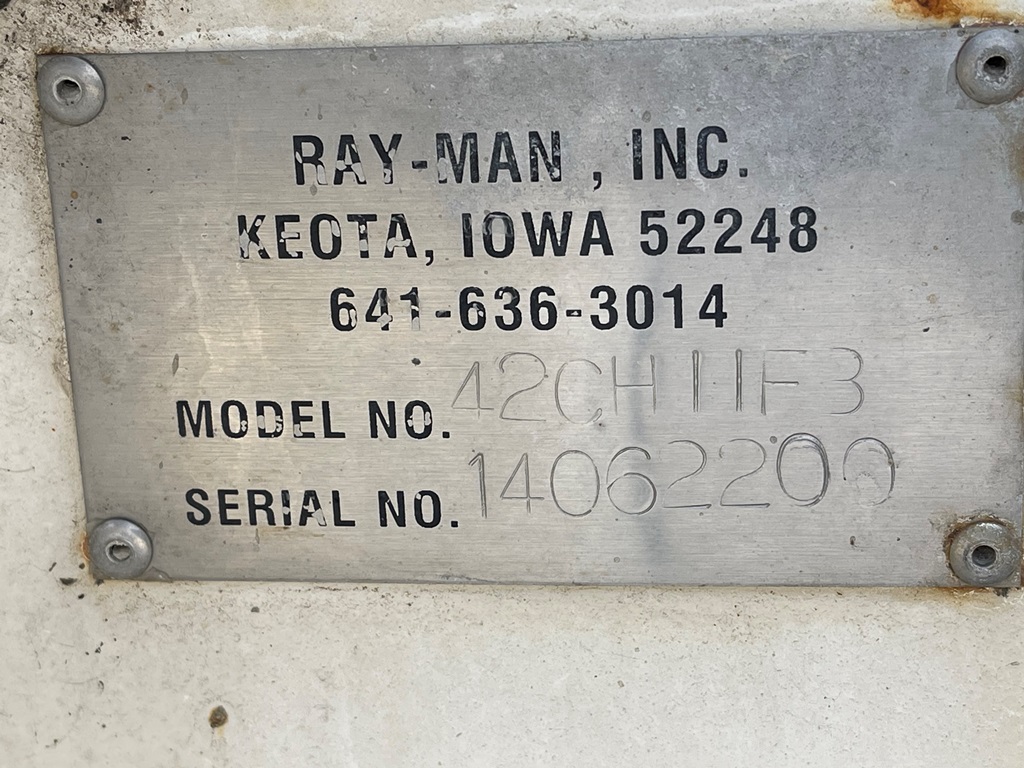 RAY-MAN , INC.
KEOTA, IOWA 52248
641-636-3014
MODEL NO. 42CH11F3
SERIAL NO. 14062200